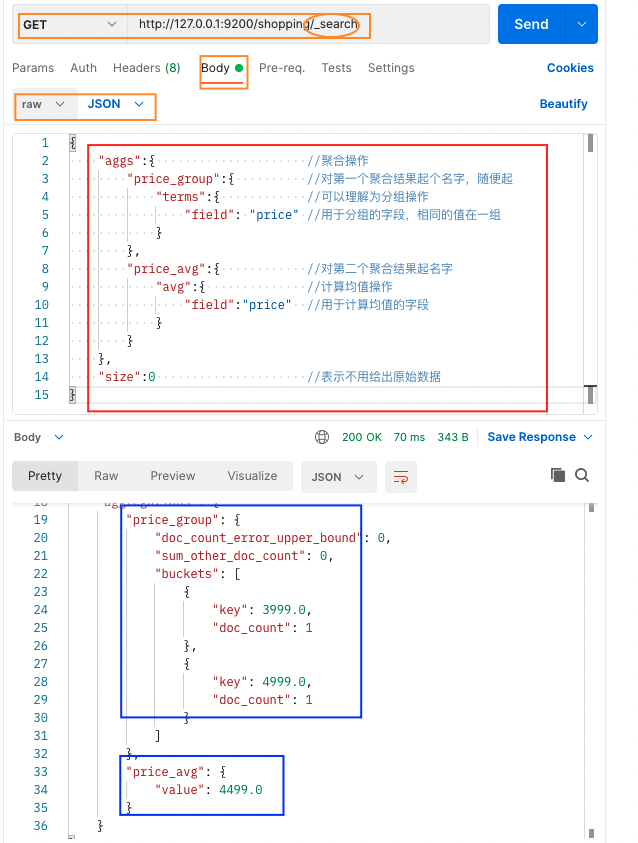 GET http://127.0.0.1:9200/shopping/_search Send
Params Auth Headers (8) Body Pre-req. Tests Settings Cookies
raw JSON Beautify
1 {
2 "aggs":{ //聚合操作
3 "price_group":{ //对第一个聚合结果起个名字，随便起
4 "terms":{ //可以理解为分组操作
5 "field": "price" //用于分组的字段，相同的值在一组
6 }
7 },
8 "price_avg":{ //对第二个聚合结果起名字
9 "avg":{ //计算均值操作
10 "field":"price" //用于计算均值的字段
11 }
12 }
13 },
14 "size":0 //表示不用给出原始数据
15 }
Body 200 OK 70 ms 343 B Save Response
Pretty Raw Preview Visualize JSON
19 "price_group": {
20 "doc_count_error_upper_bound": 0,
21 "sum_other_doc_count": 0,
22 "buckets": [
23 {
24 "key": 3999.0,
25 "doc_count": 1
26 },
27 {
28 "key": 4999.0,
29 "doc_count": 1
30 }
31 ]
32 },
33 "price_avg": {
34 "value": 4499.0
35 }
36 }